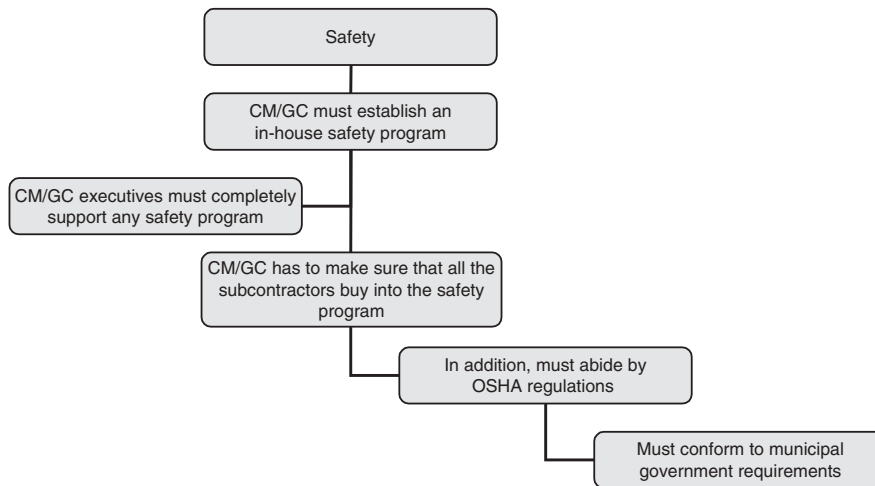 Safety
CM/GC must establish an
in-house safety program
CM/GC executives must completely
support any safety program
CM/GC has to make sure that all the
subcontractors buy into the safety
program
In addition, must abide by
OSHA regulations
Must conform to municipal
government requirements